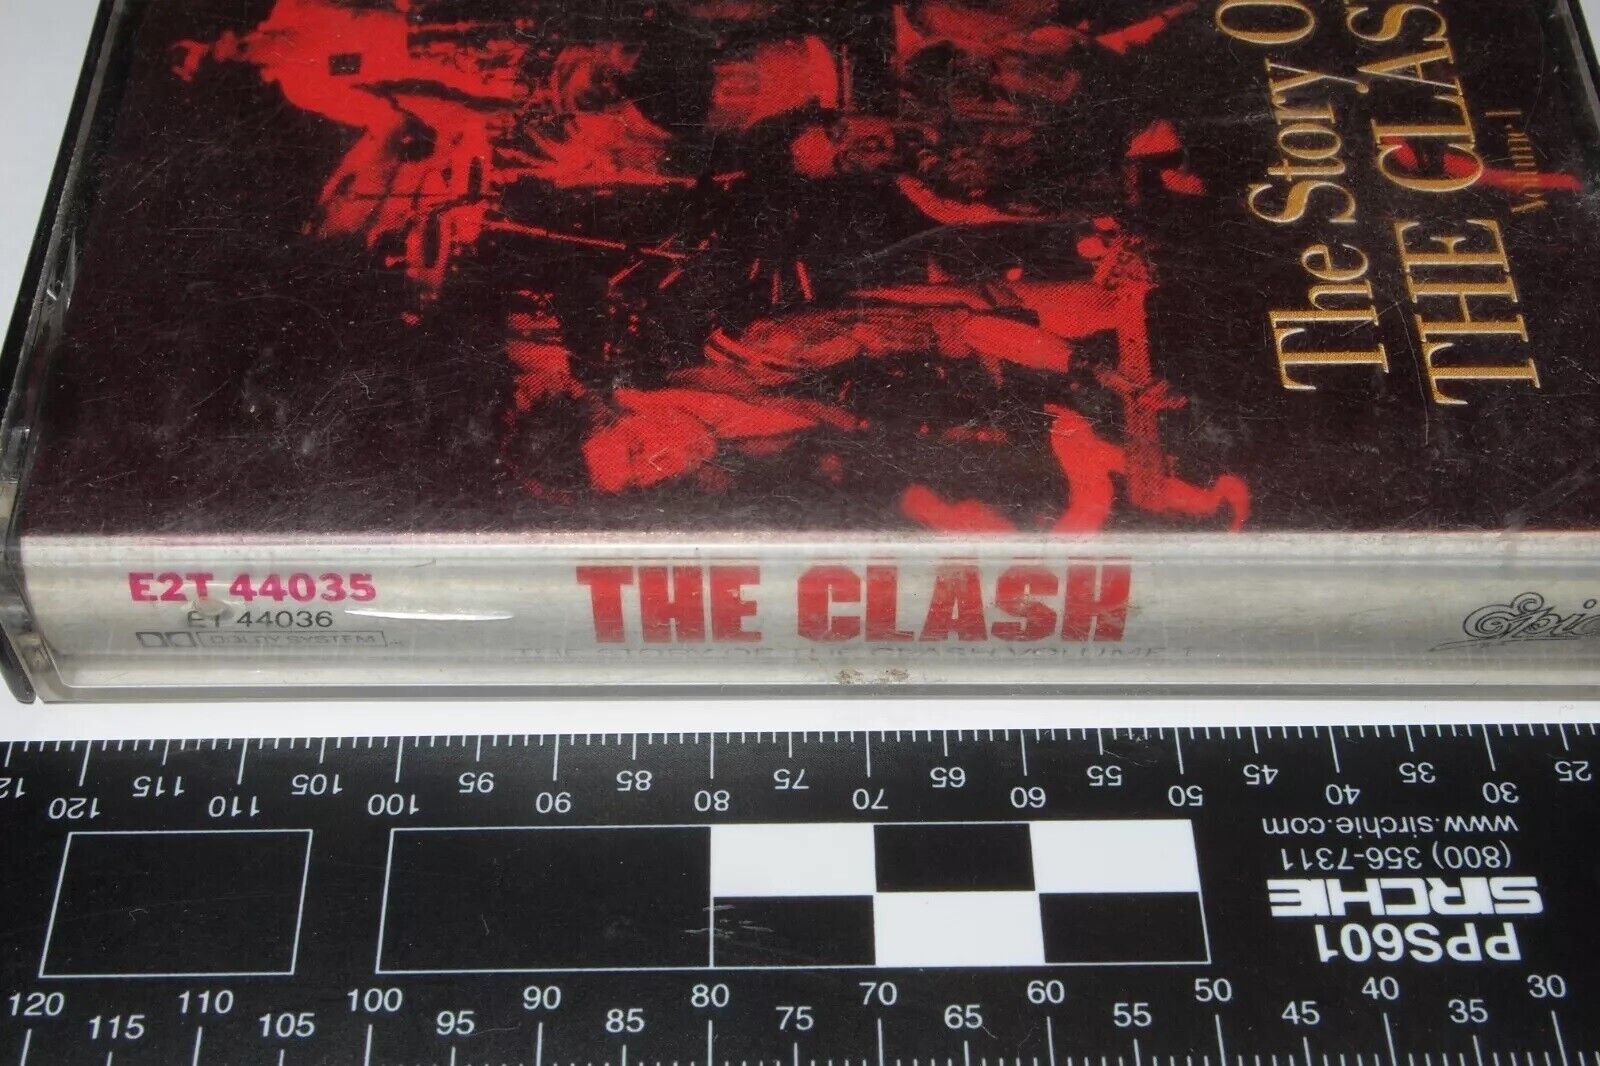 The Story O
THE CLAS
Volume 1
E2T 44035
ET 44036
DOLBY SYSTEM
THE CLASH
THE STORY OF THE CLASH VOLUME 1
Epic
120 115 110 105 100 95 90 85 80 75 70 65 60 55 50 45 40 35 30 25
www.sirchie.com
(800) 356-7311
SIRCHIE
PPS601
120 115 110 105 100 95 90 85 80 75 70 65 60 55 50 45 40 35 30